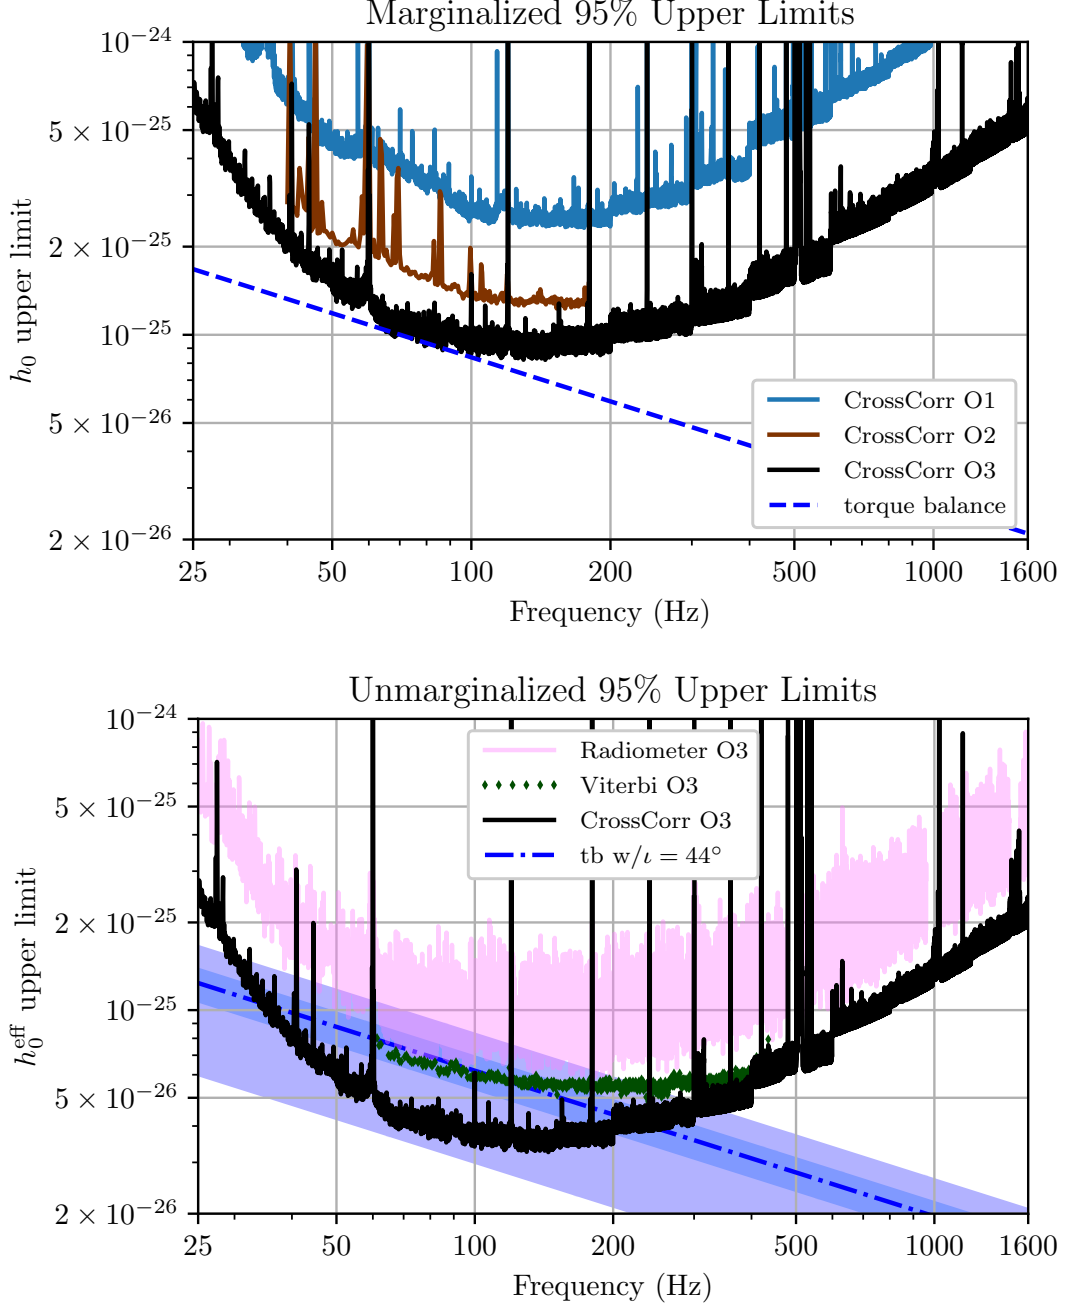 Marginalized 95% Upper Limits
10⁻²⁴
5 × 10⁻²⁵
2 × 10⁻²⁵
10⁻²⁵
5 × 10⁻²⁶
2 × 10⁻²⁶
h₀ upper limit
CrossCorr O1
CrossCorr O2
CrossCorr O3
torque balance
25 50 100 200 500 1000 1600
Frequency (Hz)
Unmarginalized 95% Upper Limits
10⁻²⁴
5 × 10⁻²⁵
2 × 10⁻²⁵
10⁻²⁵
5 × 10⁻²⁶
2 × 10⁻²⁶
h₀ᵉᶠᶠ upper limit
Radiometer O3
Viterbi O3
CrossCorr O3
tb w/ι = 44°
25 50 100 200 500 1000 1600
Frequency (Hz)